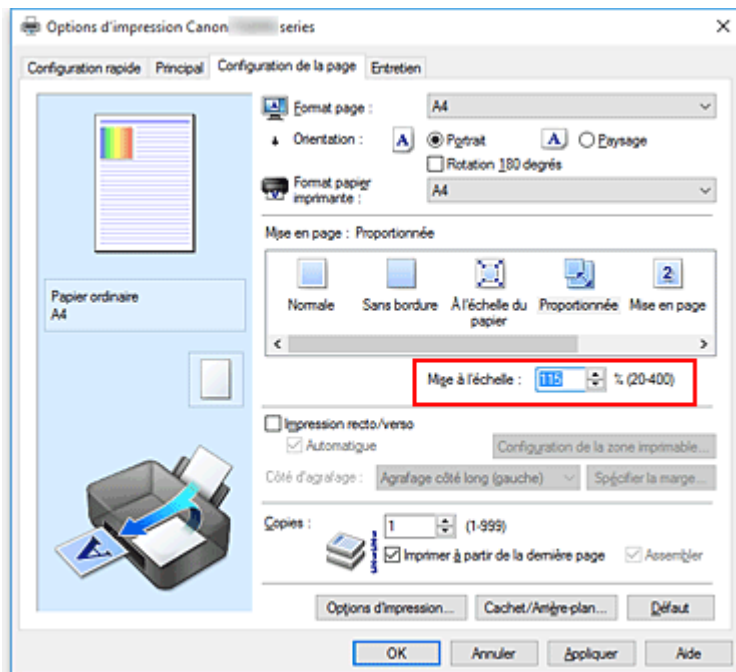 Options d'impression Canon series
Configuration rapide Principal Configuration de la page Entretien
Format page : A4
Orientation : A Portrait A Paysage
Rotation 180 degrés
Format papier imprimante : A4
Mise en page : Proportionnée
Normale Sans bordure À l'échelle du papier Proportionnée Mise en page
2
Papier ordinaire
A4
Mise à l'échelle : 115 % (20-400)
Impression recto/verso
Automatique Configuration de la zone imprimable...
Côté d'agrafage : Agrafage côté long (gauche) Spécifier la marge...
Copies : 1 (1-999)
Imprimer à partir de la dernière page Assembler
Options d'impression... Cachet/Arrière-plan... Défaut
OK Annuler Appliquer Aide